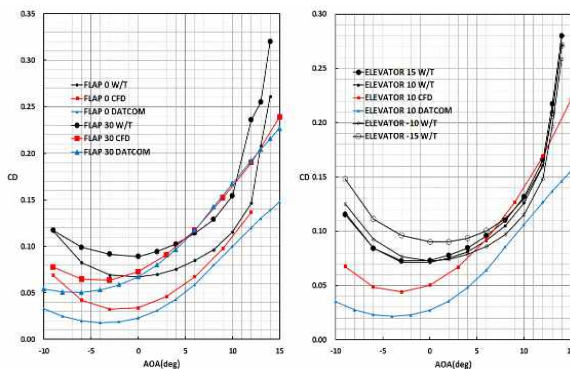 0.35
0.30
0.25
0.20
0.15
0.10
0.05
0.00
CD
-10 -5 0 5 10 15
AOA(deg)
FLAP 0 W/T
FLAP 0 CFD
FLAP 0 DATCOM
FLAP 30 W/T
FLAP 30 CFD
FLAP 30 DATCOM
0.30
0.25
0.20
0.15
0.10
0.05
0.00
CD
-10 -5 0 5 10
AOA(deg)
ELEVATOR 15 W/T
ELEVATOR 10 W/T
ELEVATOR 10 CFD
ELEVATOR 10 DATCOM
ELEVATOR -10 W/T
ELEVATOR -15 W/T